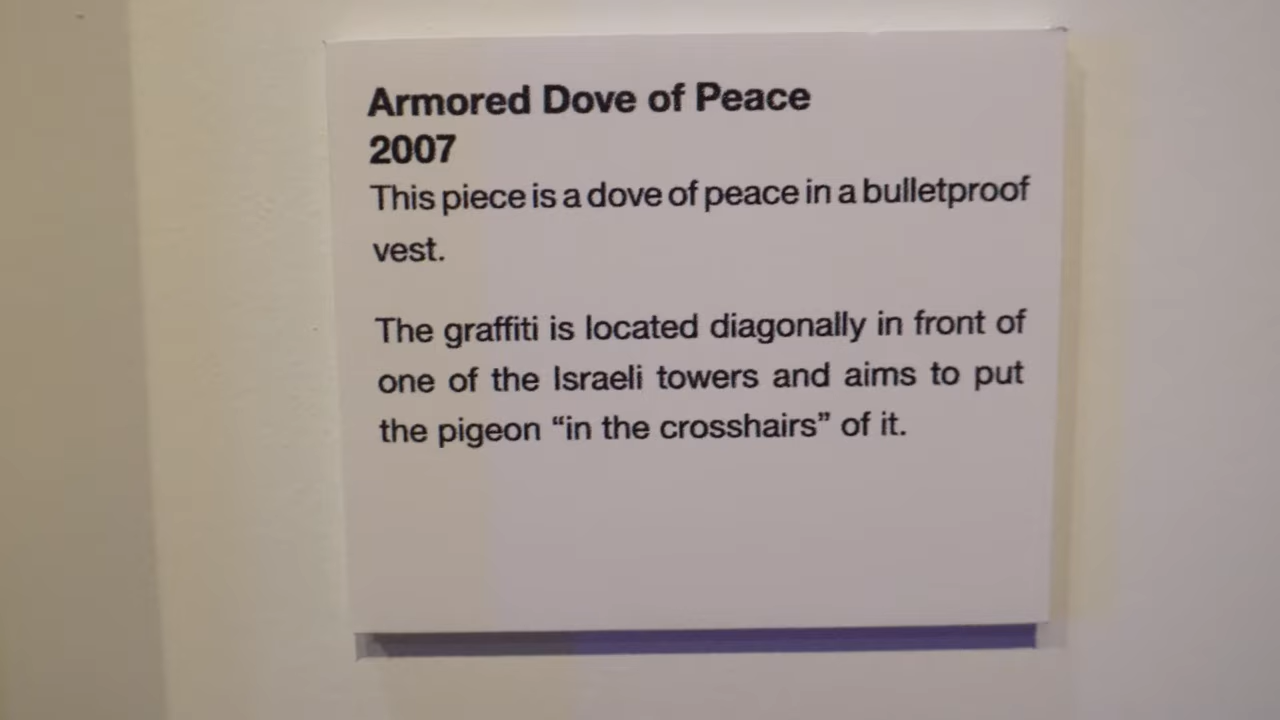 Armored Dove of Peace
2007
This piece is a dove of peace in a bulletproof
vest.
The graffiti is located diagonally in front of
one of the Israeli towers and aims to put
the pigeon “in the crosshairs” of it.